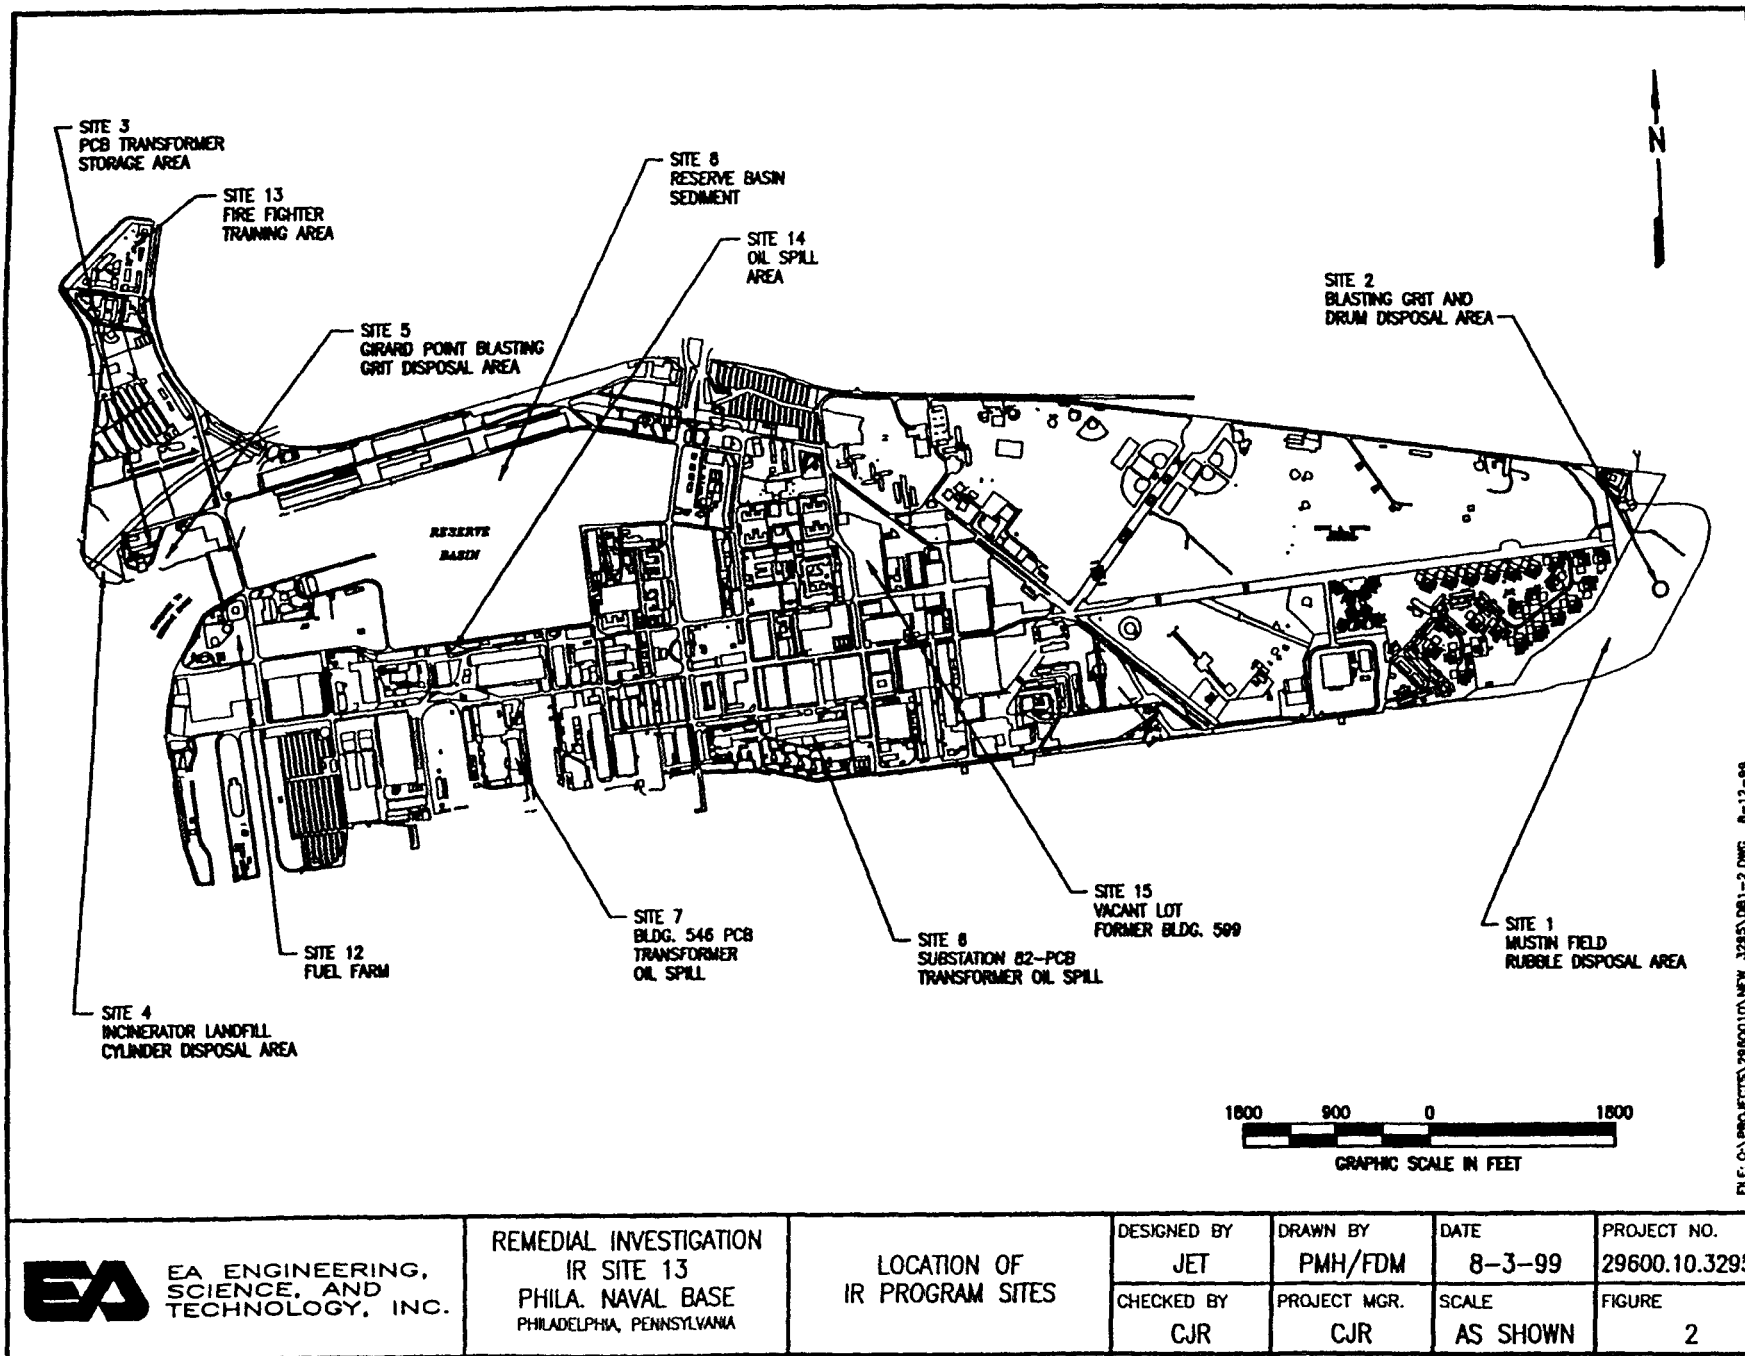 SITE 3
PCB TRANSFORMER
STORAGE AREA
SITE 13
FIRE FIGHTER
TRAINING AREA
SITE 8
RESERVE BASIN
SEDIMENT
SITE 14
OIL SPILL
AREA
N
SITE 2
BLASTING GRIT AND
DRUM DISPOSAL AREA
SITE 5
GIRARD POINT BLASTING
GRIT DISPOSAL AREA
RESERVE
BASIN
SITE 15
VACANT LOT
FORMER BLDG. 599
SITE 7
BLDG. 546 PCB
TRANSFORMER
OIL SPILL
SITE 6
SUBSTATION 82-PCB
TRANSFORMER OIL SPILL
SITE 1
MUSTIN FIELD
RUBBLE DISPOSAL AREA
SITE 12
FUEL FARM
SITE 4
INCINERATOR LANDFILL
CYLINDER DISPOSAL AREA
1800 900 0 1800
GRAPHIC SCALE IN FEET
8-12-99
EA
EA ENGINEERING,
SCIENCE, AND
TECHNOLOGY, INC.
REMEDIAL INVESTIGATION
IR SITE 13
PHILA. NAVAL BASE
PHILADELPHIA, PENNSYLVANIA
LOCATION OF
IR PROGRAM SITES
DESIGNED BY
JET
DRAWN BY
PMH/FDM
DATE
8-3-99
PROJECT NO.
29600.10.3295
CHECKED BY
CJR
PROJECT MGR.
CJR
SCALE
AS SHOWN
FIGURE
2